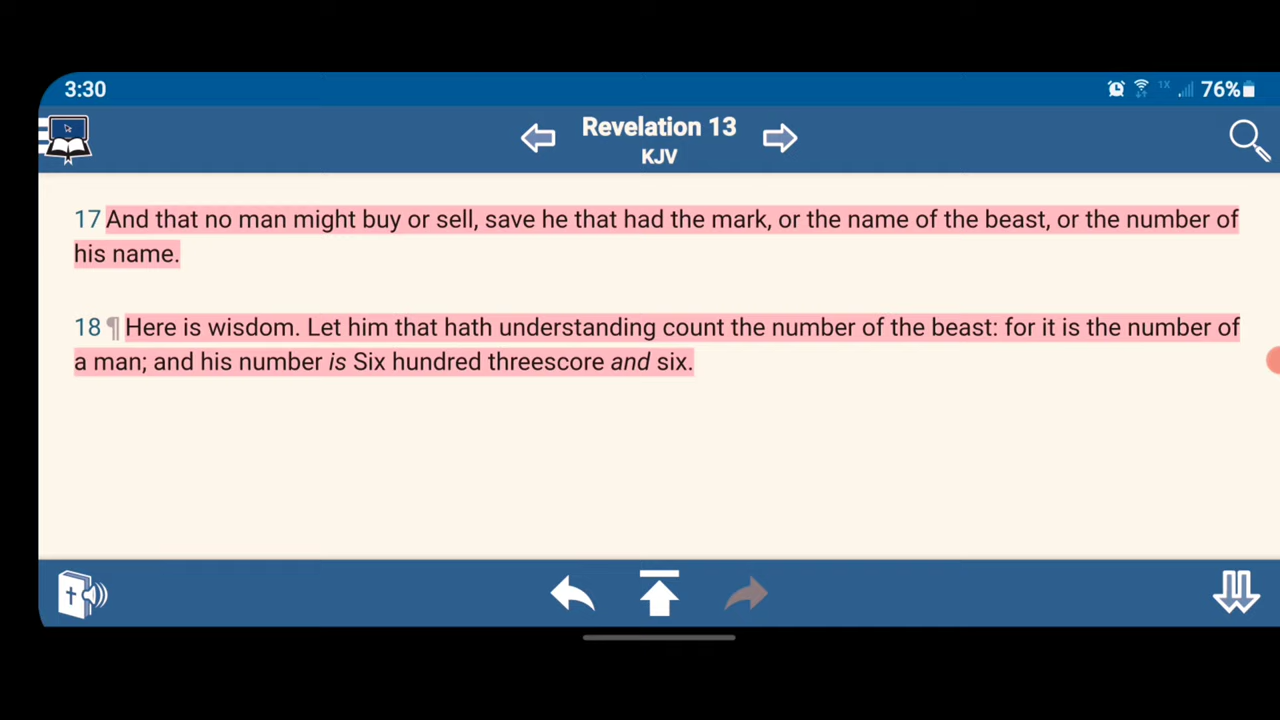 3:30
1X 76%
Revelation 13
KJV
17 And that no man might buy or sell, save he that had the mark, or the name of the beast, or the number of
his name.
18 ¶ Here is wisdom. Let him that hath understanding count the number of the beast: for it is the number of
a man; and his number is Six hundred threescore and six.